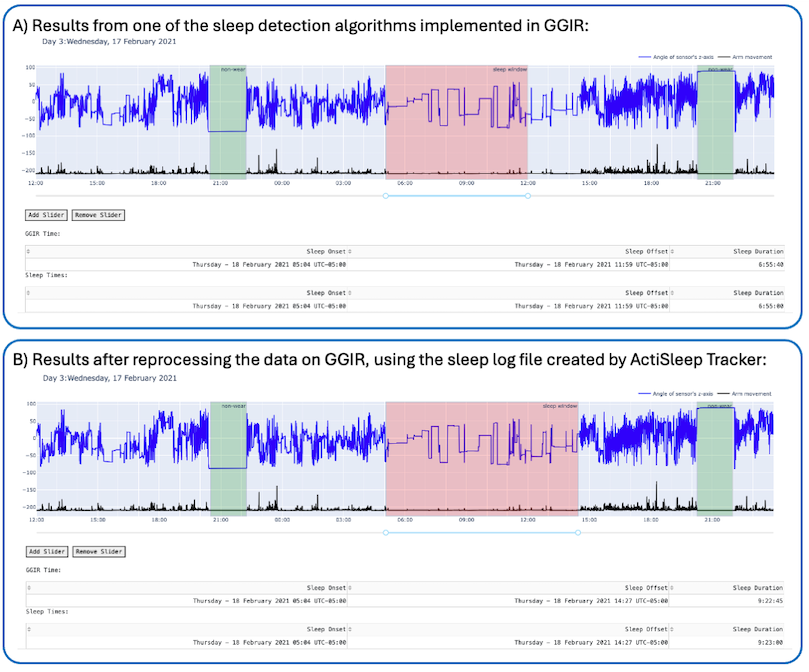 A) Results from one of the sleep detection algorithms implemented in GGIR:
Day 3:Wednesday, 17 February 2021
Angle of sensor's z-axis Arm movement
non-wear sleep window non-wear
100
50
0
−50
−100
−150
−200
12:00 15:00 18:00 21:00 00:00 03:00 06:00 09:00 12:00 15:00 18:00 21:00
Add Slider Remove Slider
GGIR Time:
Sleep Onset Sleep Offset Sleep Duration
Thursday - 18 February 2021 05:04 UTC-05:00 Thursday - 18 February 2021 11:59 UTC-05:00 6:55:40
Sleep Times:
Sleep Onset Sleep Offset Sleep Duration
Thursday - 18 February 2021 05:04 UTC-05:00 Thursday - 18 February 2021 11:59 UTC-05:00 6:55:00
B) Results after reprocessing the data on GGIR, using the sleep log file created by ActiSleep Tracker:
Day 3:Wednesday, 17 February 2021
Angle of sensor's z-axis Arm movement
non-wear sleep window non-wear
100
50
0
−50
−100
−150
−200
12:00 15:00 18:00 21:00 00:00 03:00 06:00 09:00 12:00 15:00 18:00 21:00
Add Slider Remove Slider
GGIR Time:
Sleep Onset Sleep Offset Sleep Duration
Thursday - 18 February 2021 05:04 UTC-05:00 Thursday - 18 February 2021 14:27 UTC-05:00 9:22:45
Sleep Times:
Sleep Onset Sleep Offset Sleep Duration
Thursday - 18 February 2021 05:04 UTC-05:00 Thursday - 18 February 2021 14:27 UTC-05:00 9:23:00